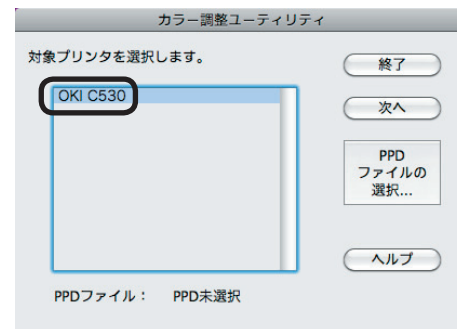 カラー調整ユーティリティ
対象プリンタを選択します。
OKI C530
終了
次へ
PPD
ファイルの
選択...
ヘルプ
PPDファイル： PPD未選択